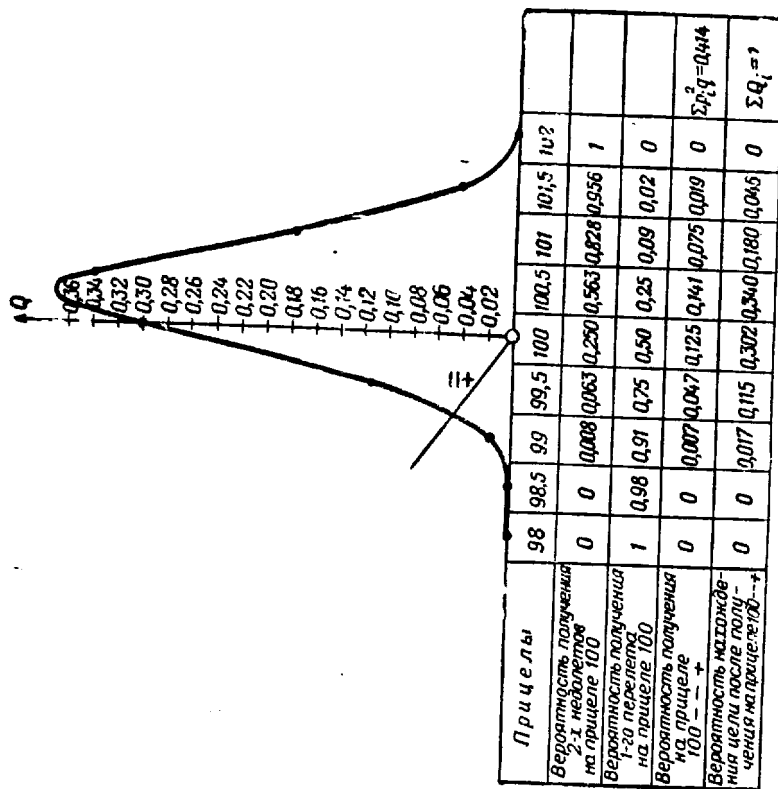 Q
0,36
0,34
0,32
0,30
0,28
0,26
0,24
0,22
0,20
0,18
0,16
0,14
0,12
0,10
0,08
0,06
0,04
0,02
Прицелы 98 98,5 99 99,5 100 100,5 101 101,5 102
Вероятность получения
2-х недолетов
на прицеле 100
0 0 0,008 0,063 0,250 0,563 0,828 0,956 1
Вероятность получения
1-го перелета
на прицеле 100
1 0,98 0,91 0,75 0,50 0,25 0,09 0,02 0
Вероятность получения
на прицеле
100 - - - +
0 0 0,007 0,047 0,125 0,141 0,075 0,019 0 Σp²ᵢq=0,414
Вероятность нахожде-
ния цели после полу-
чения на прицеле 100--+
0 0 0,017 0,115 0,302 0,340 0,180 0,045 0 ΣQᵢ=1